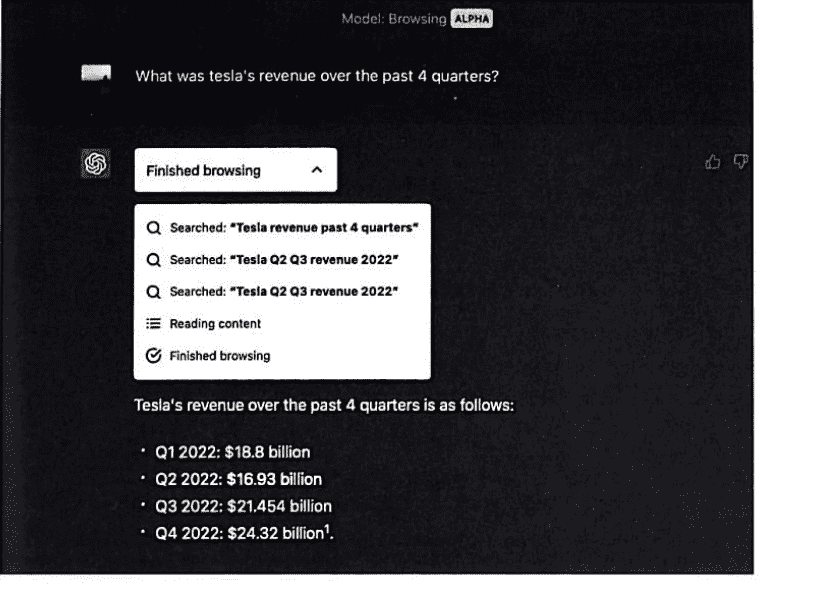 Model: Browsing ALPHA
What was tesla's revenue over the past 4 quarters?
Finished browsing
Searched: "Tesla revenue past 4 quarters"
Searched: "Tesla Q2 Q3 revenue 2022"
Searched: "Tesla Q2 Q3 revenue 2022"
Reading content
Finished browsing
Tesla's revenue over the past 4 quarters is as follows:
· Q1 2022: $18.8 billion
· Q2 2022: $16.93 billion
· Q3 2022: $21.454 billion
· Q4 2022: $24.32 billion¹.